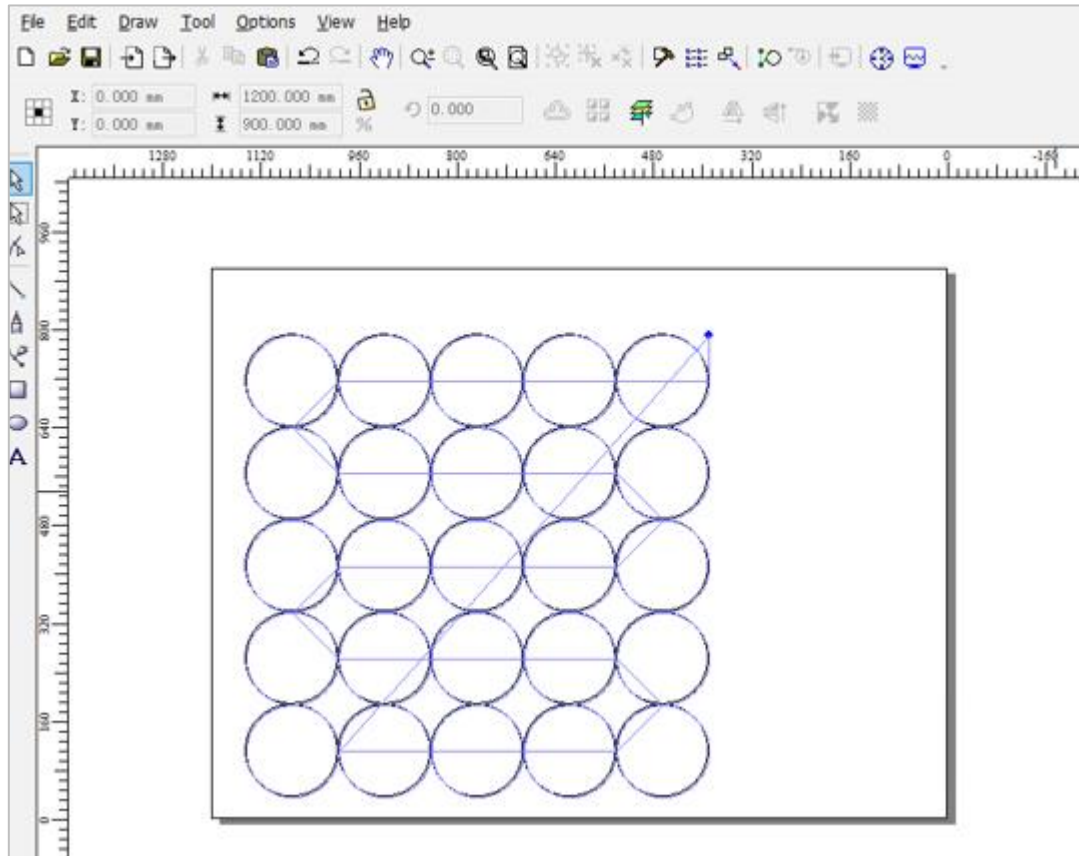 File Edit Draw Tool Options View Help
X: 0.000 mm 1200.000 mm
0.000
Y: 0.000 mm 900.000 mm %
1280 1120 960 800 640 480 320 160 0 -160
960
800
640
480
320
160
0
A